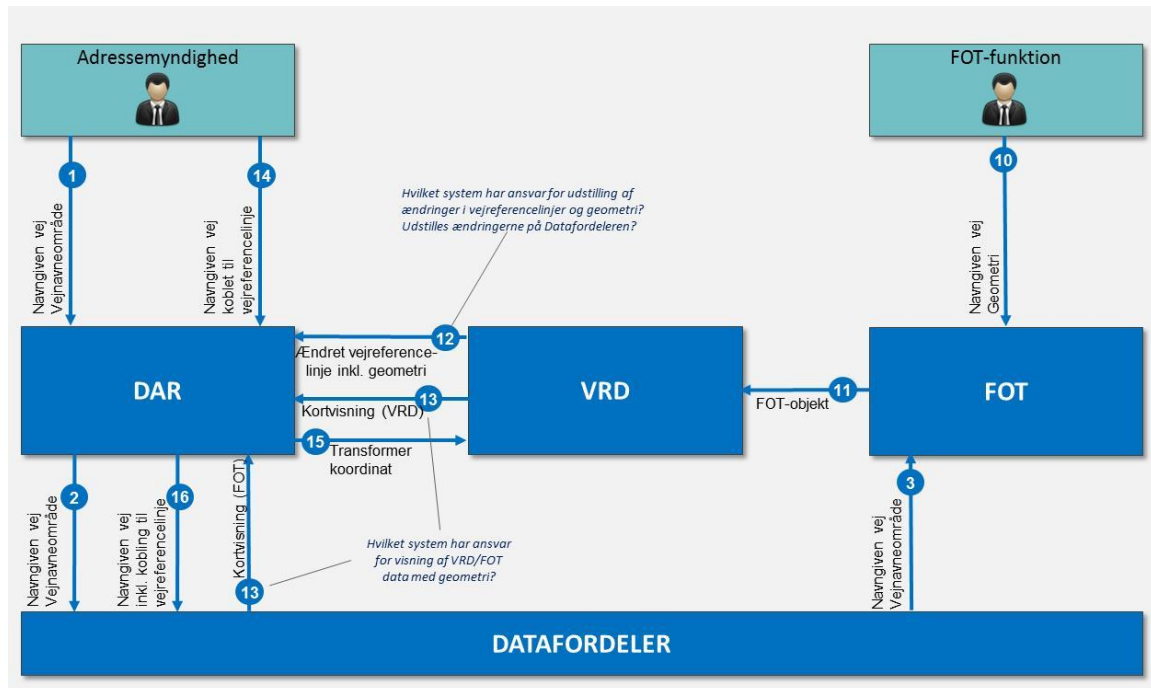 Adressemyndighed
FOT-funktion
1
14
10
Navngiven vej
Vejnavneområde
Navngiven vej
koblet til
vejreferencelinje
Hvilket system har ansvar for udstilling af
ændringer i vejreferencelinjer og geometri?
Udstilles ændringerne på Datafordeleren?
Navngiven vej
Geometri
DAR
12
Ændret vejreference-
linje inkl. geometri
13
Kortvisning (VRD)
15
Transformer
koordinat
VRD
11
FOT-objekt
FOT
2
Navngiven vej
Vejnavneområde
16
Navngiven vej
inkl. kobling til
vejreferencelinje
Kortvisning (FOT)
13
Hvilket system har ansvar
for visning af VRD/FOT
data med geometri?
3
Navngiven vej
Vejnavneområde
DATAFORDELER